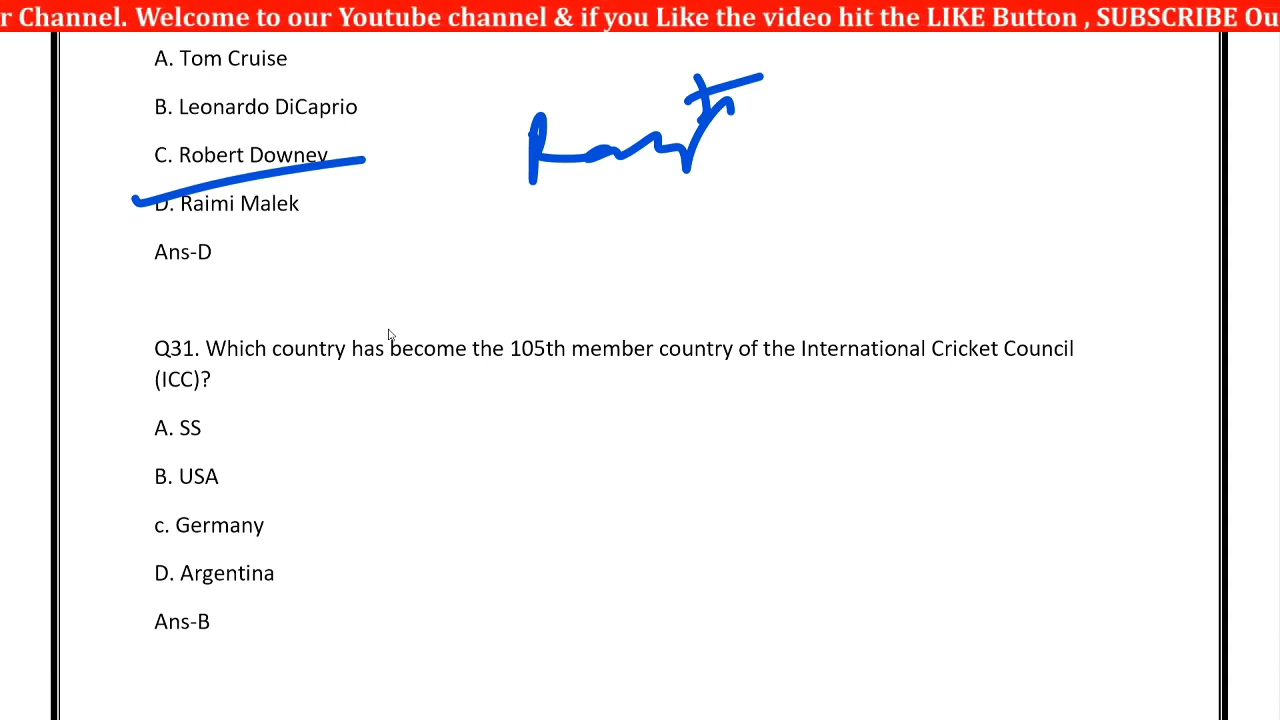 r Channel. Welcome to our Youtube channel & if you Like the video hit the LIKE Button , SUBSCRIBE Ou
A. Tom Cruise
B. Leonardo DiCaprio
C. Robert Downey
D. Raimi Malek
Ans-D
Q31. Which country has become the 105th member country of the International Cricket Council
(ICC)?
A. SS
B. USA
c. Germany
D. Argentina
Ans-B